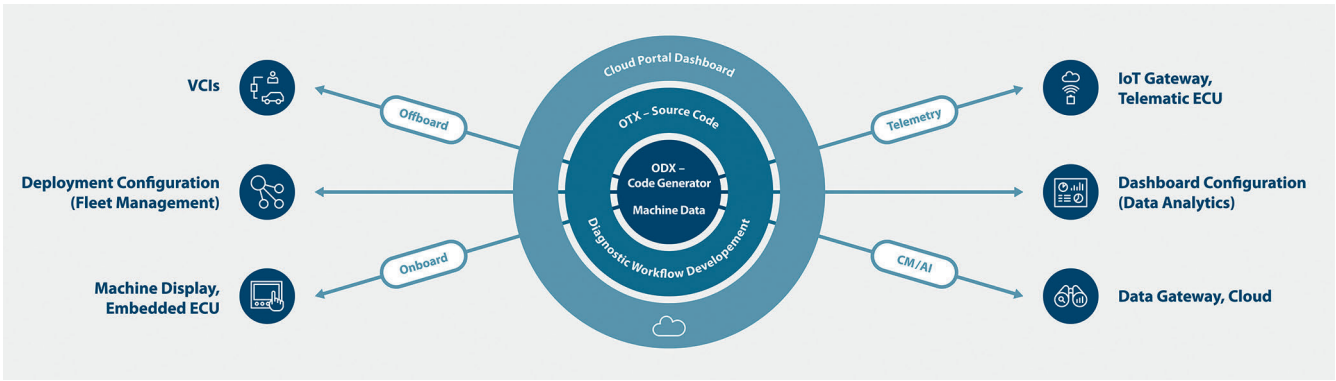 VCIs
Offboard
Deployment Configuration
(Fleet Management)
Onboard
Machine Display,
Embedded ECU
Cloud Portal Dashboard
OTX – Source Code
ODX –
Code Generator
Machine Data
Diagnostic Workflow Developement
Telemetry
IoT Gateway,
Telematic ECU
Dashboard Configuration
(Data Analytics)
CM/AI
Data Gateway, Cloud